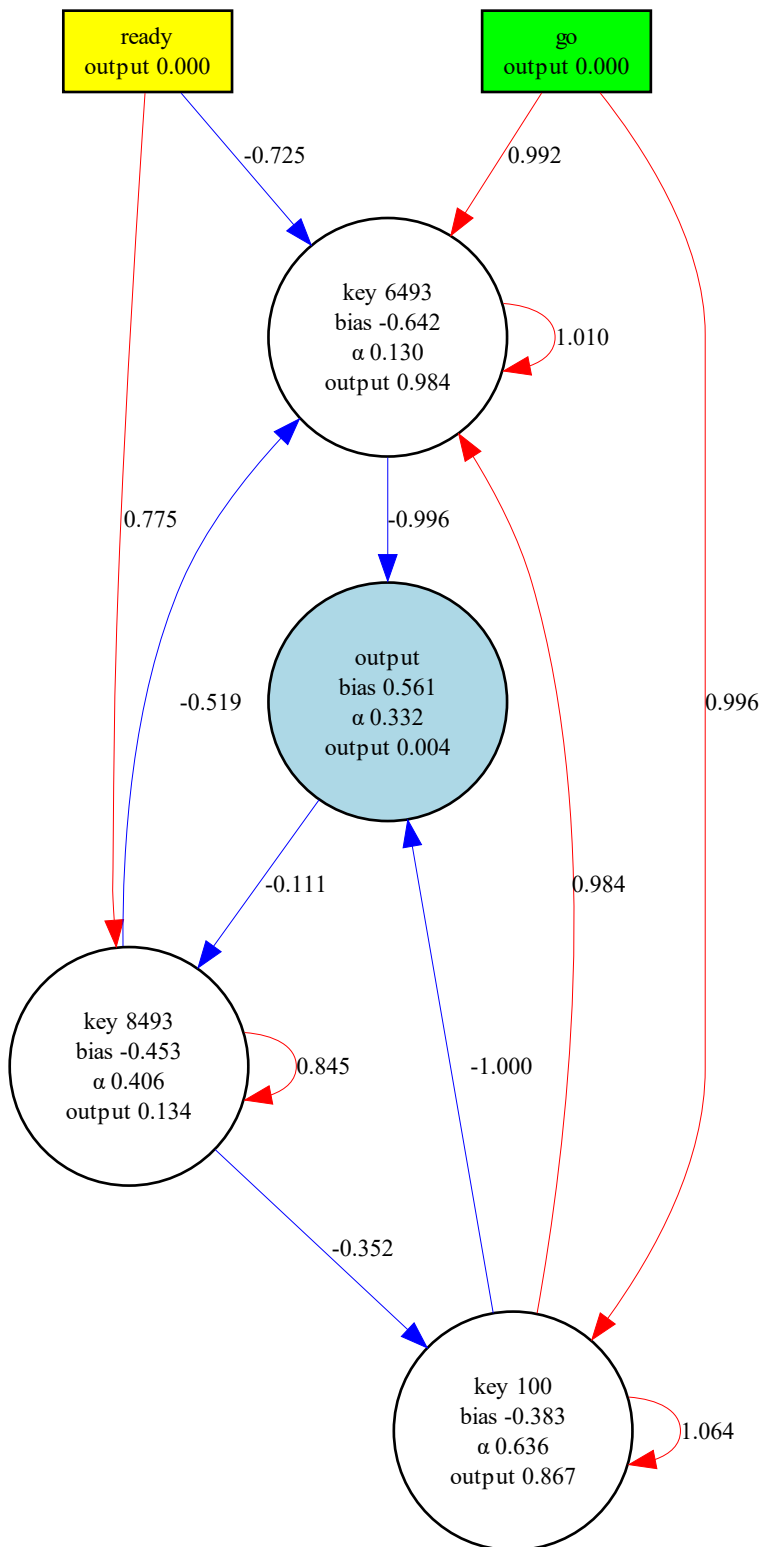 ready
output 0.000
go
output 0.000
-0.725
0.992
key 6493
bias -0.642
α 0.130
output 0.984
1.010
0.775
-0.996
-0.519
output
bias 0.561
α 0.332
output 0.004
0.996
-0.111
0.984
key 8493
bias -0.453
α 0.406
output 0.134
0.845
-1.000
-0.352
key 100
bias -0.383
α 0.636
output 0.867
1.064